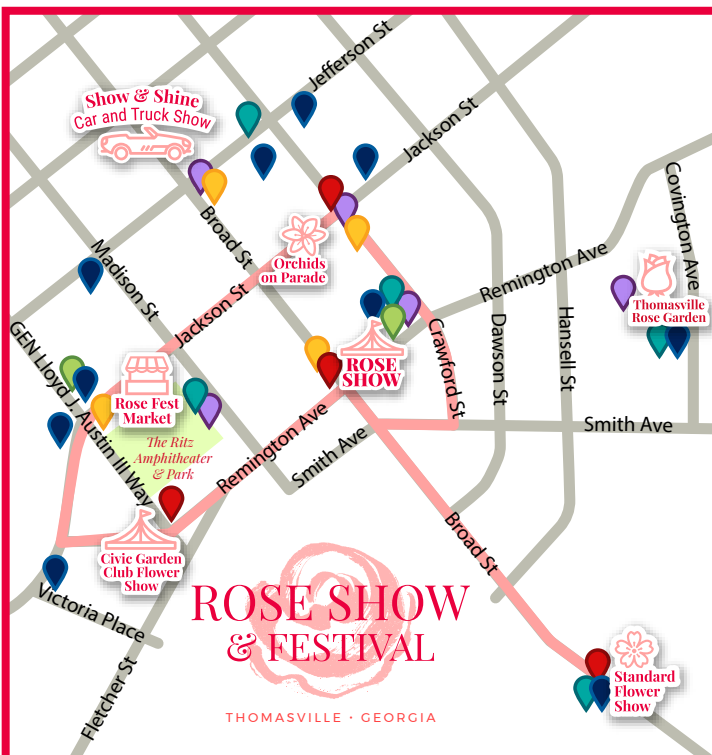 Jefferson St
Show & Shine
Car and Truck Show
Jackson St
Covington Ave
Broad St
Madison St
Orchids
on Parade
Remington Ave
Thomasville
Rose Garden
Jackson St
GEN Lloyd J. Austin III Way
Crawford St
Dawson St
Hansell St
ROSE
SHOW
Rose Fest
Market
Smith Ave
The Ritz
Amphitheater
& Park
Remington Ave
Smith Ave
Broad St
Civic Garden
Club Flower
Show
Victoria Place
ROSE SHOW
& FESTIVAL
Fletcher St
Standard
Flower
Show
THOMASVILLE • GEORGIA